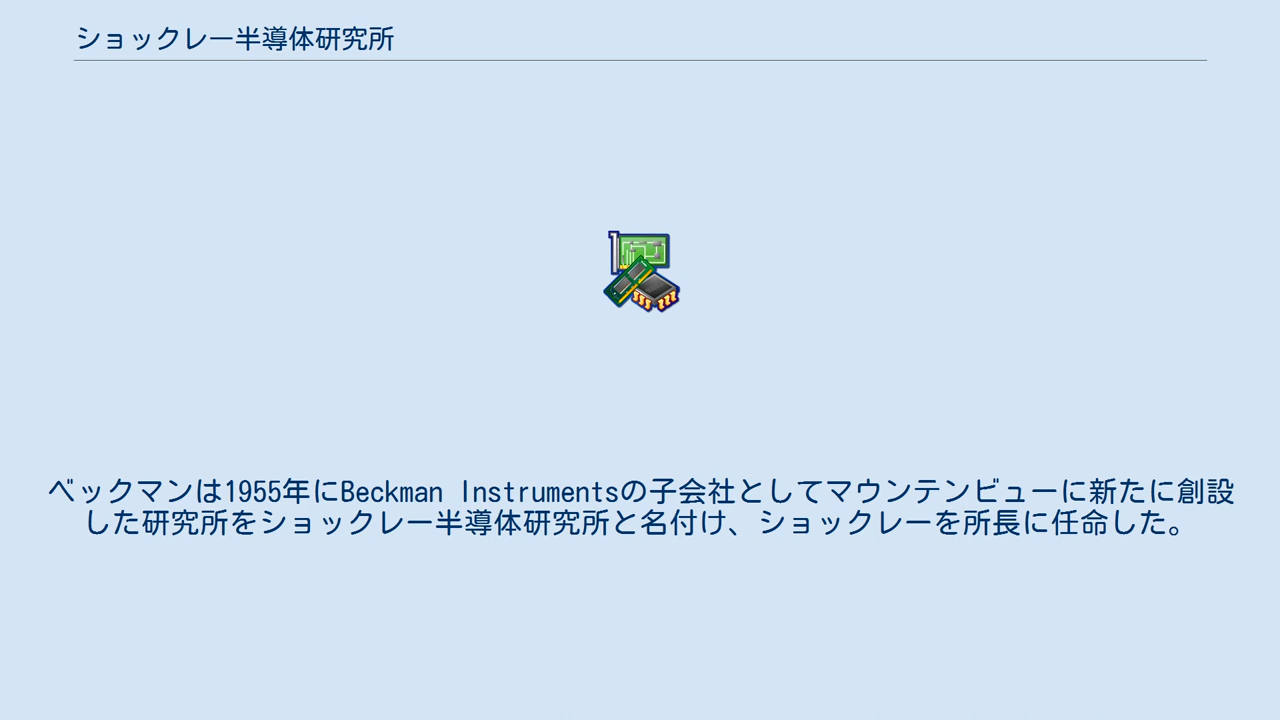 ショックレー半導体研究所
ベックマンは1955年にBeckman Instrumentsの子会社としてマウンテンビューに新たに創設
した研究所をショックレー半導体研究所と名付け、ショックレーを所長に任命した。